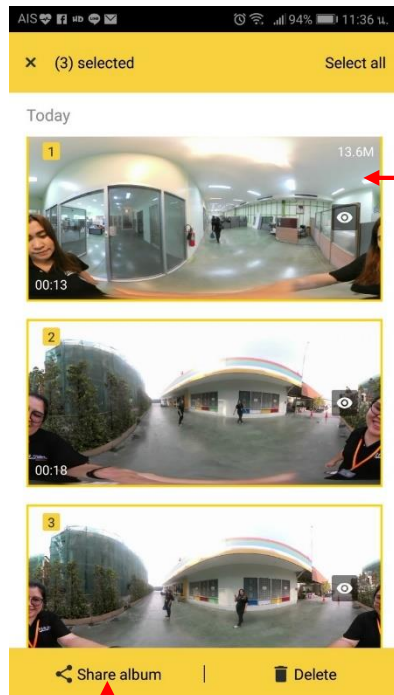 AIS 94% 11:36 น.
× (3) selected Select all
Today
1 13.6M
00:13
2
00:18
3
Share album | Delete